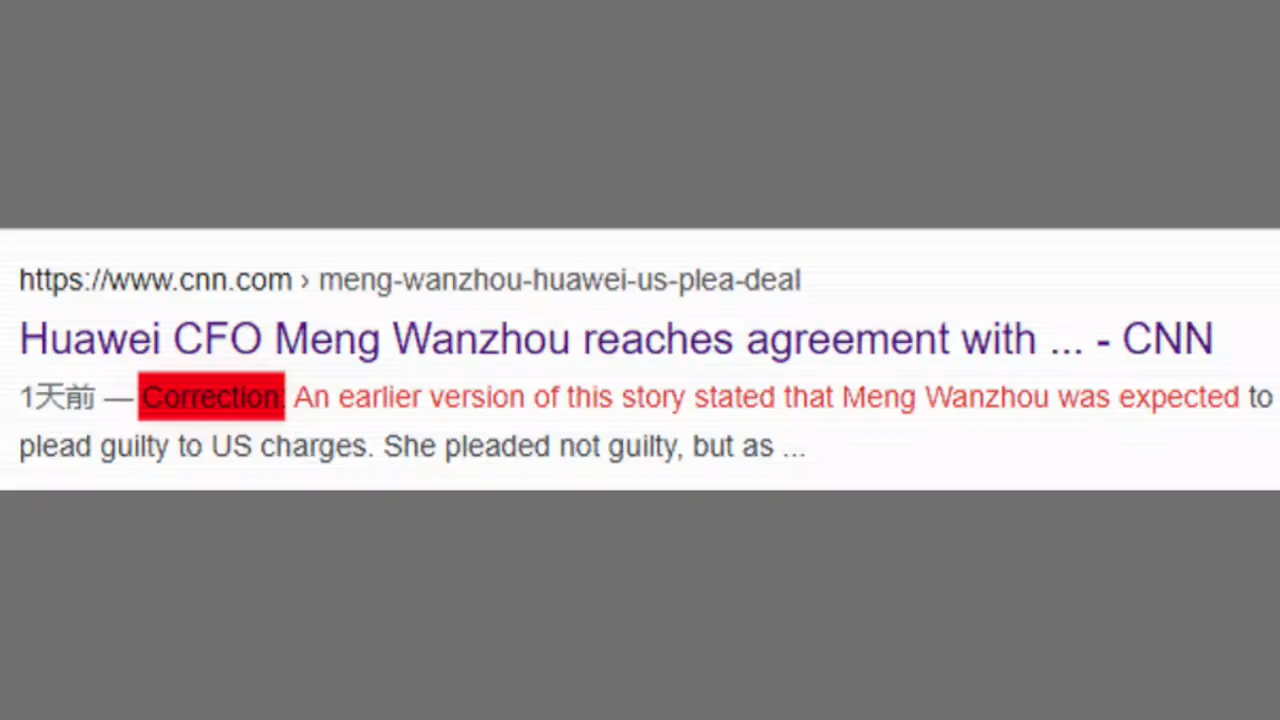 https://www.cnn.com › meng-wanzhou-huawei-us-plea-deal
Huawei CFO Meng Wanzhou reaches agreement with ... - CNN
1天前 — Correction: An earlier version of this story stated that Meng Wanzhou was expected to
plead guilty to US charges. She pleaded not guilty, but as ...